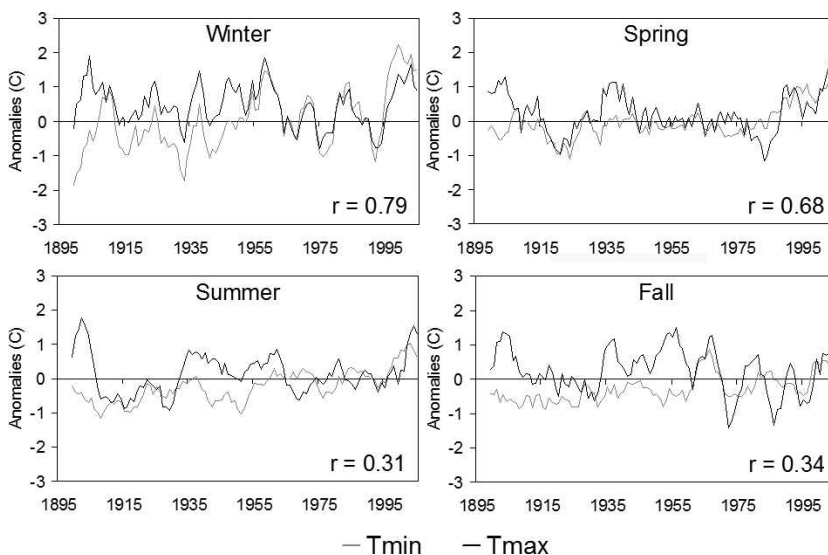 Winter
Anomalies (C)
3
2
1
0
-1
-2
-3
r = 0.79
1895 1915 1935 1955 1975 1995
Spring
Anomalies (C)
3
2
1
0
-1
-2
-3
r = 0.68
1895 1915 1935 1955 1975 1995
Summer
Anomalies (C)
3
2
1
0
-1
-2
-3
r = 0.31
1895 1915 1935 1955 1975 1995
Fall
Anomalies (C)
3
2
1
0
-1
-2
-3
r = 0.34
1895 1915 1935 1955 1975 1995
Tmin Tmax